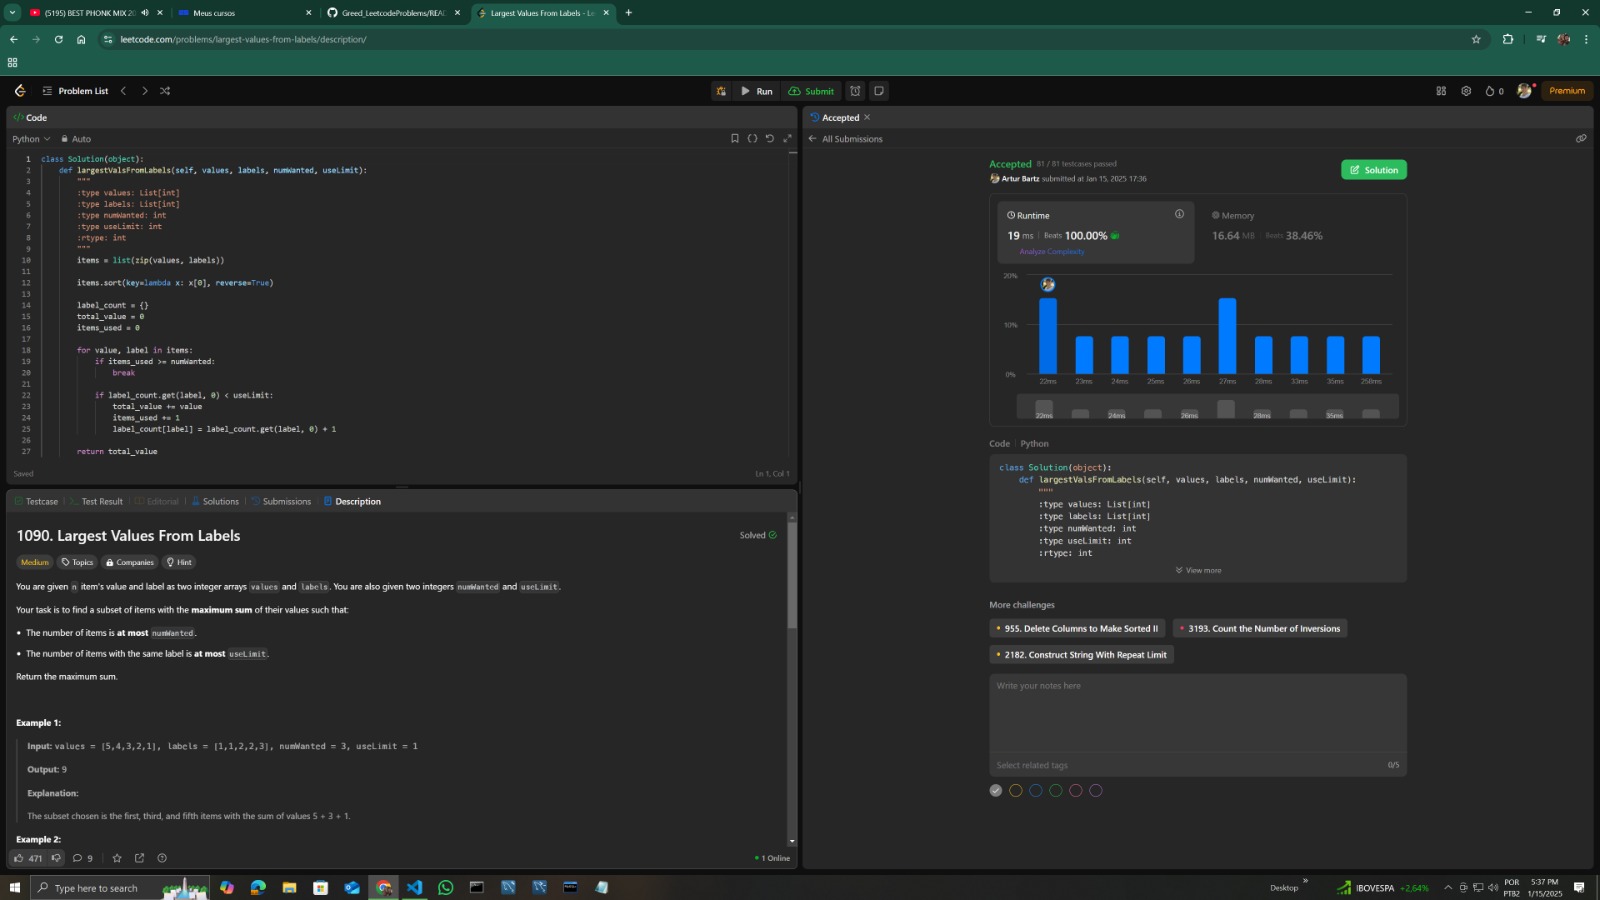 (5195) BEST PHONK MIX 20
Meus cursos
Greed_LeetcodeProblems/REA
Largest Values From Labels - Le
leetcode.com/problems/largest-values-from-labels/description/
Problem List
Run
Submit
0
Premium
Code
Python
Auto
1 class Solution(object):
2 def largestValsFromLabels(self, values, labels, numWanted, useLimit):
3 """
4 :type values: List[int]
5 :type labels: List[int]
6 :type numWanted: int
7 :type useLimit: int
8 :rtype: int
9 """
10 items = list(zip(values, labels))
11
12 items.sort(key=lambda x: x[0], reverse=True)
13
14 label_count = {}
15 total_value = 0
16 items_used = 0
17
18 for value, label in items:
19 if items_used >= numWanted:
20 break
21
22 if label_count.get(label, 0) < useLimit:
23 total_value += value
24 items_used += 1
25 label_count[label] = label_count.get(label, 0) + 1
26
27 return total_value
Saved
Ln 1, Col 1
Testcase
Test Result
Editorial
Solutions
Submissions
Description
1090. Largest Values From Labels
Solved
Medium
Topics
Companies
Hint
You are given n item's value and label as two integer arrays values and labels. You are also given two integers numWanted and useLimit.
Your task is to find a subset of items with the maximum sum of their values such that:
• The number of items is at most numWanted.
• The number of items with the same label is at most useLimit.
Return the maximum sum.
Example 1:
Input: values = [5,4,3,2,1], labels = [1,1,2,2,3], numWanted = 3, useLimit = 1
Output: 9
Explanation:
The subset chosen is the first, third, and fifth items with the sum of values 5 + 3 + 1.
Example 2:
471
9
1 Online
Accepted
All Submissions
Accepted 81 / 81 testcases passed
Artur Bartz submitted at Jan 15, 2025 17:36
Solution
Runtime
19 ms | Beats 100.00%
Analyze Complexity
Memory
16.64 MB | Beats 38.46%
20%
10%
0%
22ms 23ms 24ms 25ms 26ms 27ms 28ms 33ms 35ms 258ms
22ms 24ms 26ms 28ms 35ms
Code | Python
class Solution(object):
def largestValsFromLabels(self, values, labels, numWanted, useLimit):
"""
:type values: List[int]
:type labels: List[int]
:type numWanted: int
:type useLimit: int
:rtype: int
View more
More challenges
• 955. Delete Columns to Make Sorted II
• 3193. Count the Number of Inversions
• 2182. Construct String With Repeat Limit
Write your notes here
Select related tags
0/5
Type here to search
Desktop
IBOVESPA +2,64%
POR
PTB2
5:37 PM
1/15/2025